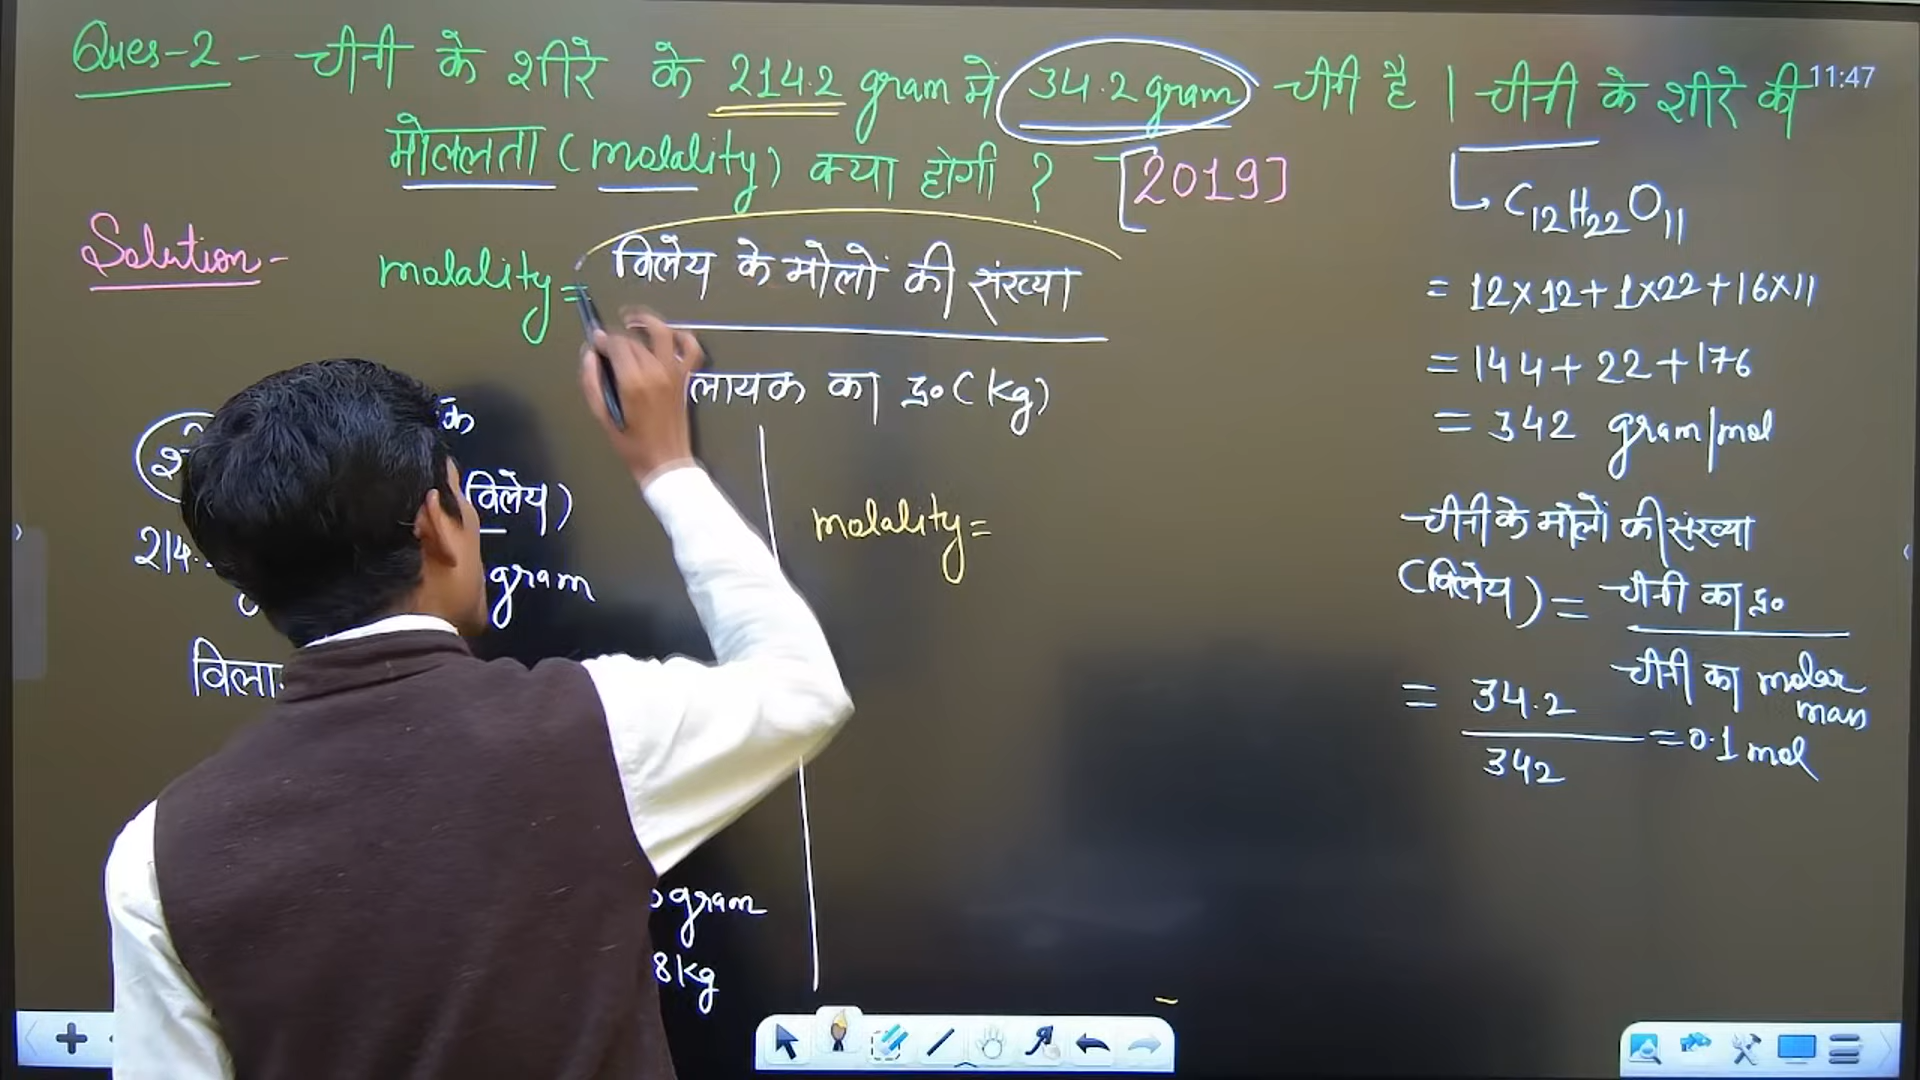 Ques-2 - चीनी के शीरे के 214.2 gram में 34.2 gram चीनी है । चीनी के शीरे की
11:47
मोललता (molality) क्या होगी ? [2019]
C12H22O11
Solution-
molality = विलेय के मोलों की संख्या
लायक का द्र० (kg)
= 12×12+1×22+16×11
= 144+22+176
= 342 gram/mol
विलेय)
214.
gram
विला
molality =
चीनी के मोलों की संख्या
(विलेय) = चीनी का द्र०
चीनी का molar mass
= 34.2
342
= 0.1 mol
gram
8kg